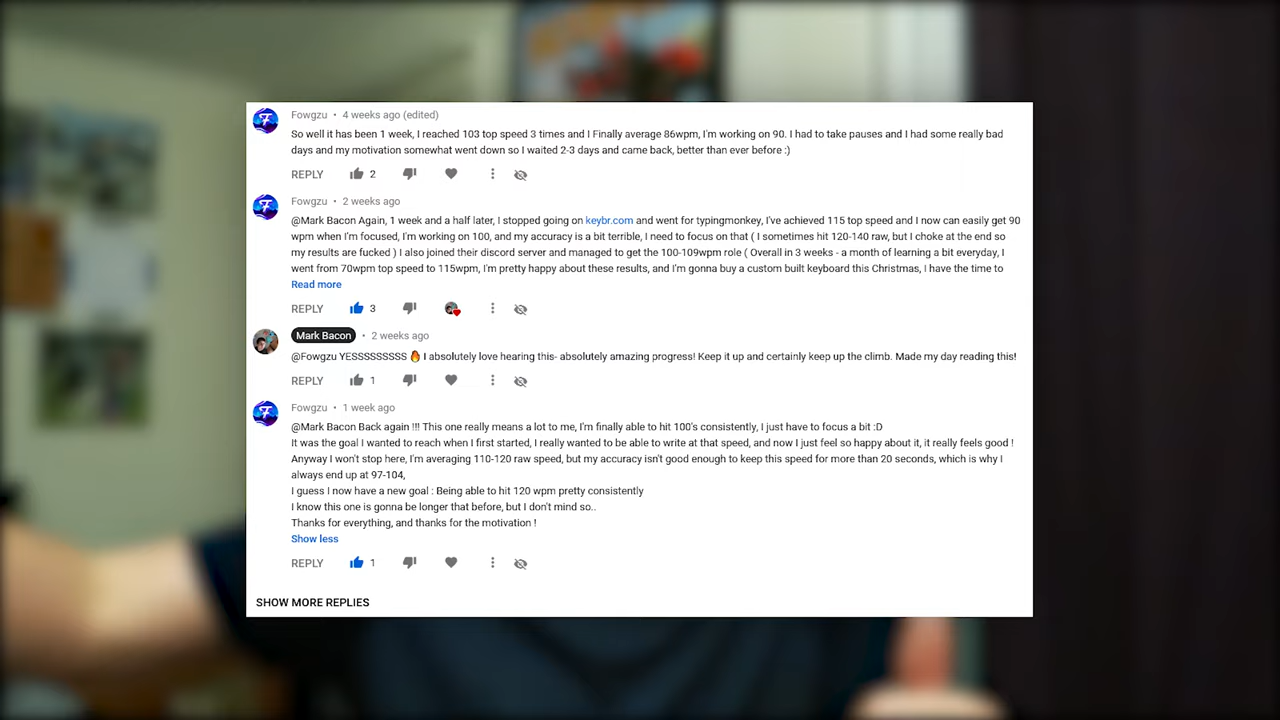 Fowgzu • 4 weeks ago (edited)
So well it has been 1 week, I reached 103 top speed 3 times and I Finally average 86wpm, I'm working on 90. I had to take pauses and I had some really bad
days and my motivation somewhat went down so I waited 2-3 days and came back, better than ever before :)
REPLY 2
Fowgzu • 2 weeks ago
@Mark Bacon Again, 1 week and a half later, I stopped going on keybr.com and went for typingmonkey, I've achieved 115 top speed and I now can easily get 90
wpm when I'm focused, I'm working on 100, and my accuracy is a bit terrible, I need to focus on that ( I sometimes hit 120-140 raw, but I choke at the end so
my results are fucked ) I also joined their discord server and managed to get the 100-109wpm role ( Overall in 3 weeks - a month of learning a bit everyday, I
went from 70wpm top speed to 115wpm, I'm pretty happy about these results, and I'm gonna buy a custom built keyboard this Christmas, I have the time to
Read more
REPLY 3
Mark Bacon • 2 weeks ago
@Fowgzu YESSSSSSSSS 🔥 I absolutely love hearing this- absolutely amazing progress! Keep it up and certainly keep up the climb. Made my day reading this!
REPLY 1
Fowgzu • 1 week ago
@Mark Bacon Back again !!! This one really means a lot to me, I'm finally able to hit 100's consistently, I just have to focus a bit :D
It was the goal I wanted to reach when I first started, I really wanted to be able to write at that speed, and now I just feel so happy about it, it really feels good !
Anyway I won't stop here, I'm averaging 110-120 raw speed, but my accuracy isn't good enough to keep this speed for more than 20 seconds, which is why I
always end up at 97-104,
I guess I now have a new goal : Being able to hit 120 wpm pretty consistently
I know this one is gonna be longer that before, but I don't mind so..
Thanks for everything, and thanks for the motivation !
Show less
REPLY 1
SHOW MORE REPLIES